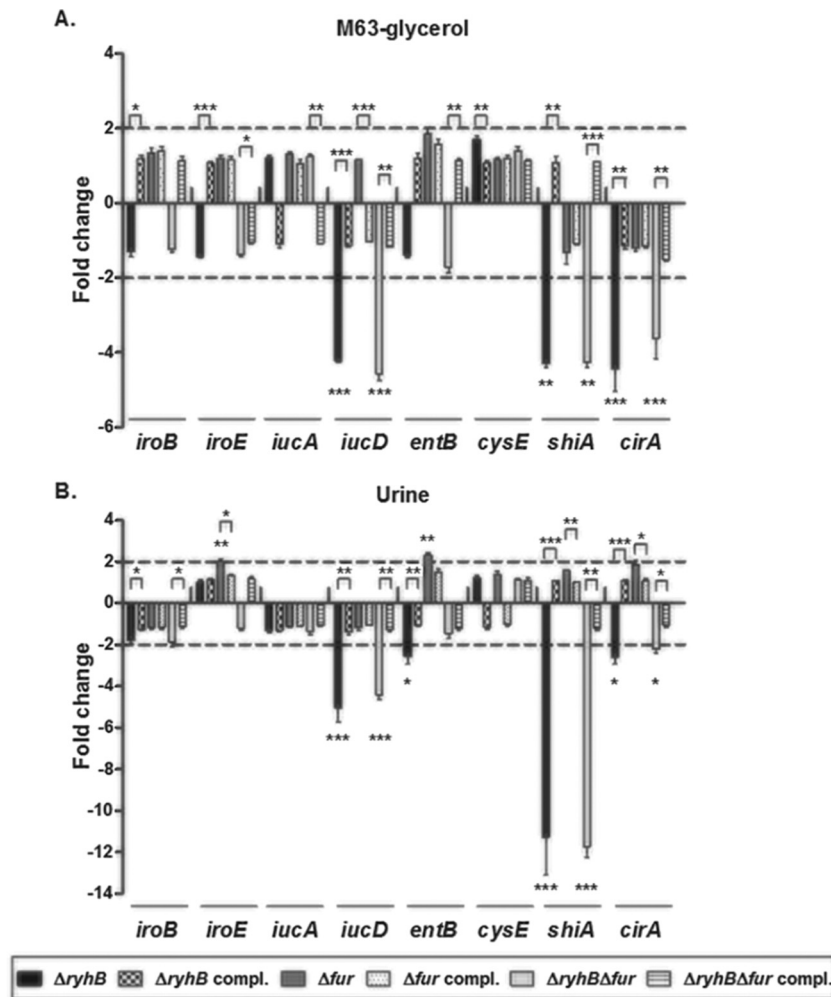 A.
M63-glycerol
4
* *** ** *** ** ** **
2
* *** ** *** ** **
0
Fold change
-2
-4
*** *** ** ** *** ***
-6
iroB iroE iucA iucD entB cysE shiA cirA
B.
Urine
4
* ** ** *** ** *** *
2
* * ** ** ** ** *
0
Fold change
-2
* * *
-4
-6
*** ***
-8
-10
-12
*** ***
-14
iroB iroE iucA iucD entB cysE shiA cirA
ΔryhB ΔryhB compl. Δfur Δfur compl. ΔryhBΔfur ΔryhBΔfur compl.